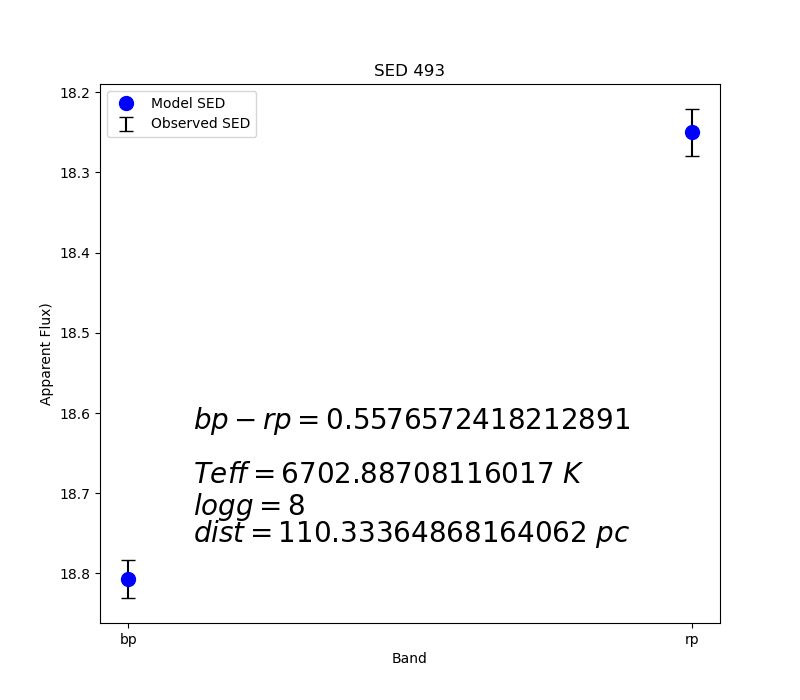 SED 493
Model SED
Observed SED
18.2
18.3
18.4
18.5
18.6
18.7
18.8
Apparent Flux)
bp − rp = 0.5576572418212891
Teff = 6702.88708116017 K
logg = 8
dist = 110.33364868164062 pc
bp
rp
Band